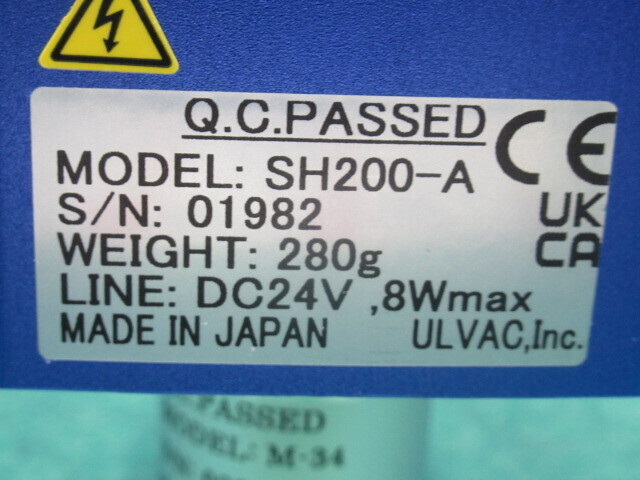 Q.C.PASSED
CE
MODEL: SH200-A
S/N: 01982
UK
CA
WEIGHT: 280g
LINE: DC24V ,8Wmax
MADE IN JAPAN ULVAC,Inc.
.PASSED
MODEL: M-34